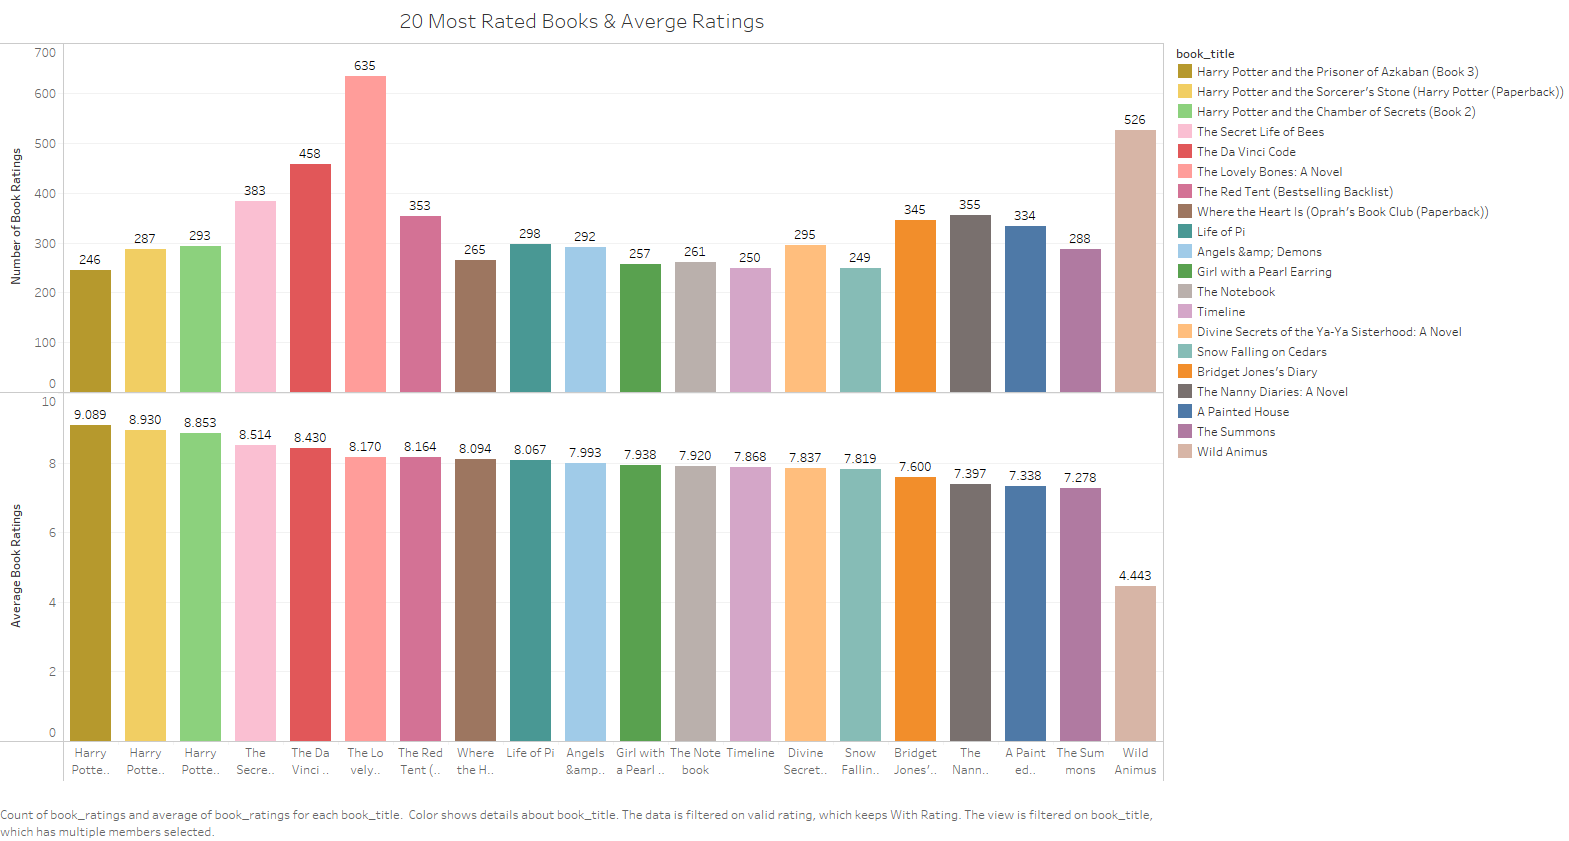 20 Most Rated Books & Averge Ratings
Number of Book Ratings
700
600
500
400
300
200
100
0
246
287
293
383
458
635
353
265
298
292
257
261
250
295
249
345
355
334
288
526
Average Book Ratings
10
8
6
4
2
0
9.089
8.930
8.853
8.514
8.430
8.170
8.164
8.094
8.067
7.993
7.938
7.920
7.868
7.837
7.819
7.600
7.397
7.338
7.278
4.443
Harry
Potte..
Harry
Potte..
Harry
Potte..
The
Secre..
The Da
Vinci ..
The Lo
vely..
The Red
Tent (..
Where
the H..
Life of Pi
Angels
&amp..
Girl with
a Pearl ..
The Note
book
Timeline
Divine
Secret..
Snow
Fallin..
Bridget
Jones'..
The
Nann..
A Paint
ed..
The Sum
mons
Wild
Animus
book_title
Harry Potter and the Prisoner of Azkaban (Book 3)
Harry Potter and the Sorcerer's Stone (Harry Potter (Paperback))
Harry Potter and the Chamber of Secrets (Book 2)
The Secret Life of Bees
The Da Vinci Code
The Lovely Bones: A Novel
The Red Tent (Bestselling Backlist)
Where the Heart Is (Oprah's Book Club (Paperback))
Life of Pi
Angels &amp; Demons
Girl with a Pearl Earring
The Notebook
Timeline
Divine Secrets of the Ya-Ya Sisterhood: A Novel
Snow Falling on Cedars
Bridget Jones's Diary
The Nanny Diaries: A Novel
A Painted House
The Summons
Wild Animus
Count of book_ratings and average of book_ratings for each book_title.  Color shows details about book_title. The data is filtered on valid rating, which keeps With Rating. The view is filtered on book_title,
which has multiple members selected.